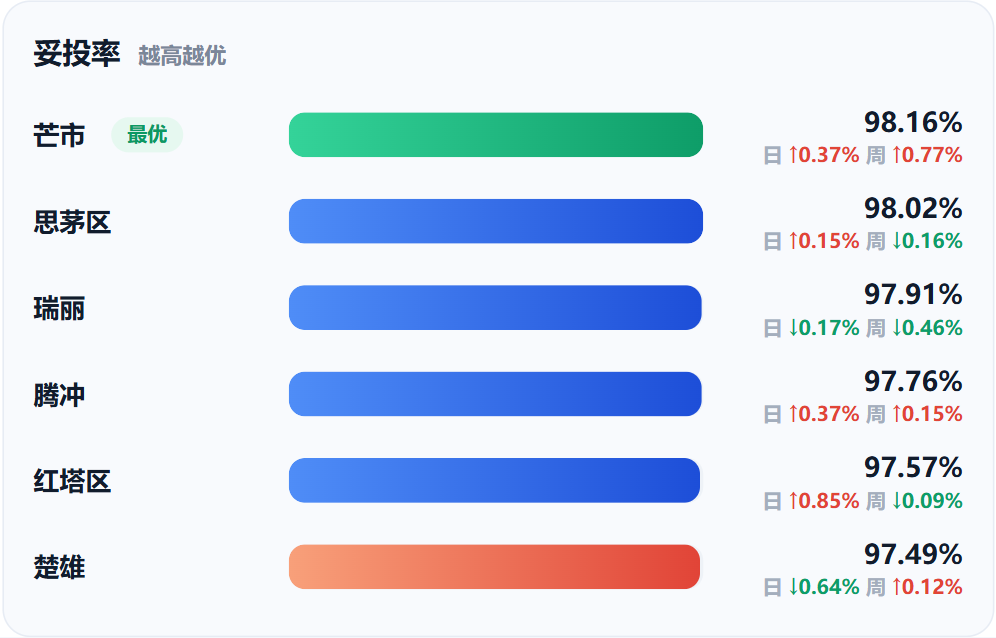 妥投率 越高越优
芒市 最优 98.16%
日 ↑0.37% 周 ↑0.77%
思茅区 98.02%
日 ↑0.15% 周 ↓0.16%
瑞丽 97.91%
日 ↓0.17% 周 ↓0.46%
腾冲 97.76%
日 ↑0.37% 周 ↑0.15%
红塔区 97.57%
日 ↑0.85% 周 ↓0.09%
楚雄 97.49%
日 ↓0.64% 周 ↑0.12%